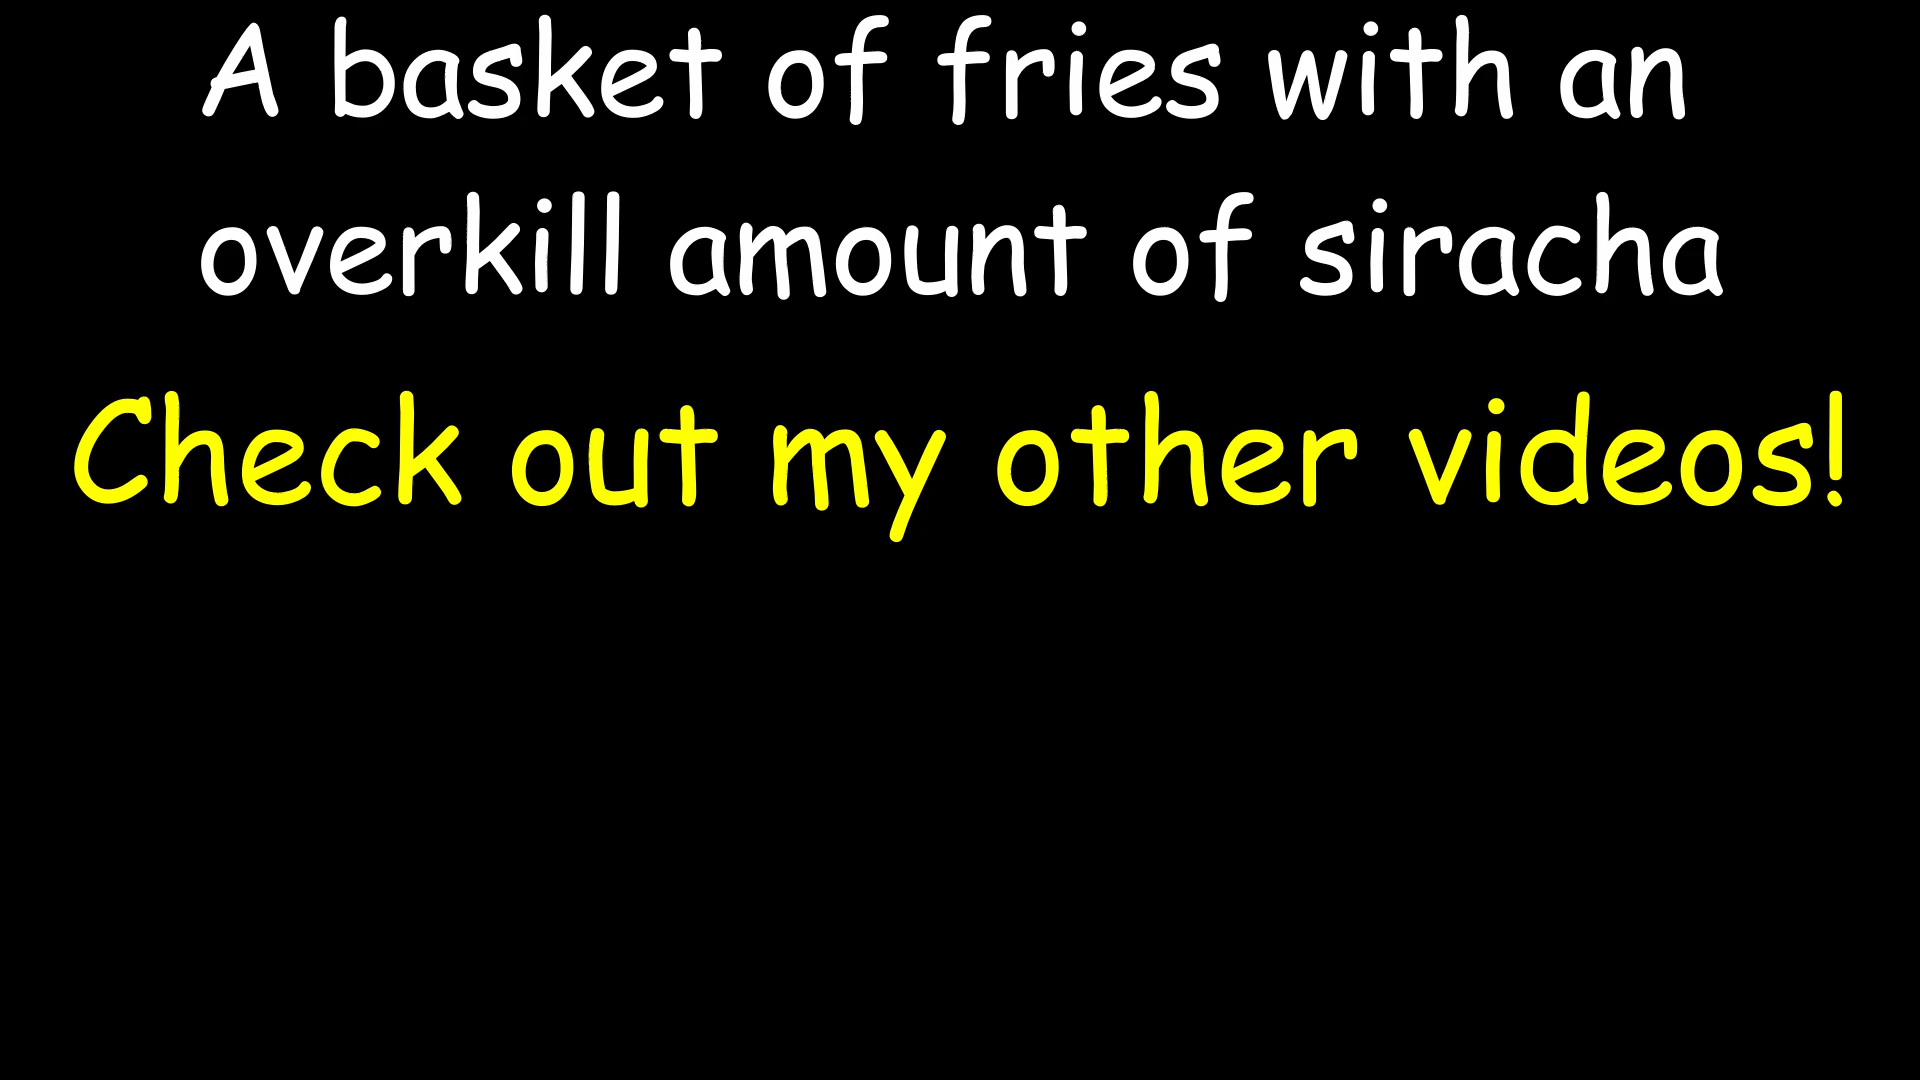 A basket of fries with an
overkill amount of siracha
Check out my other videos!